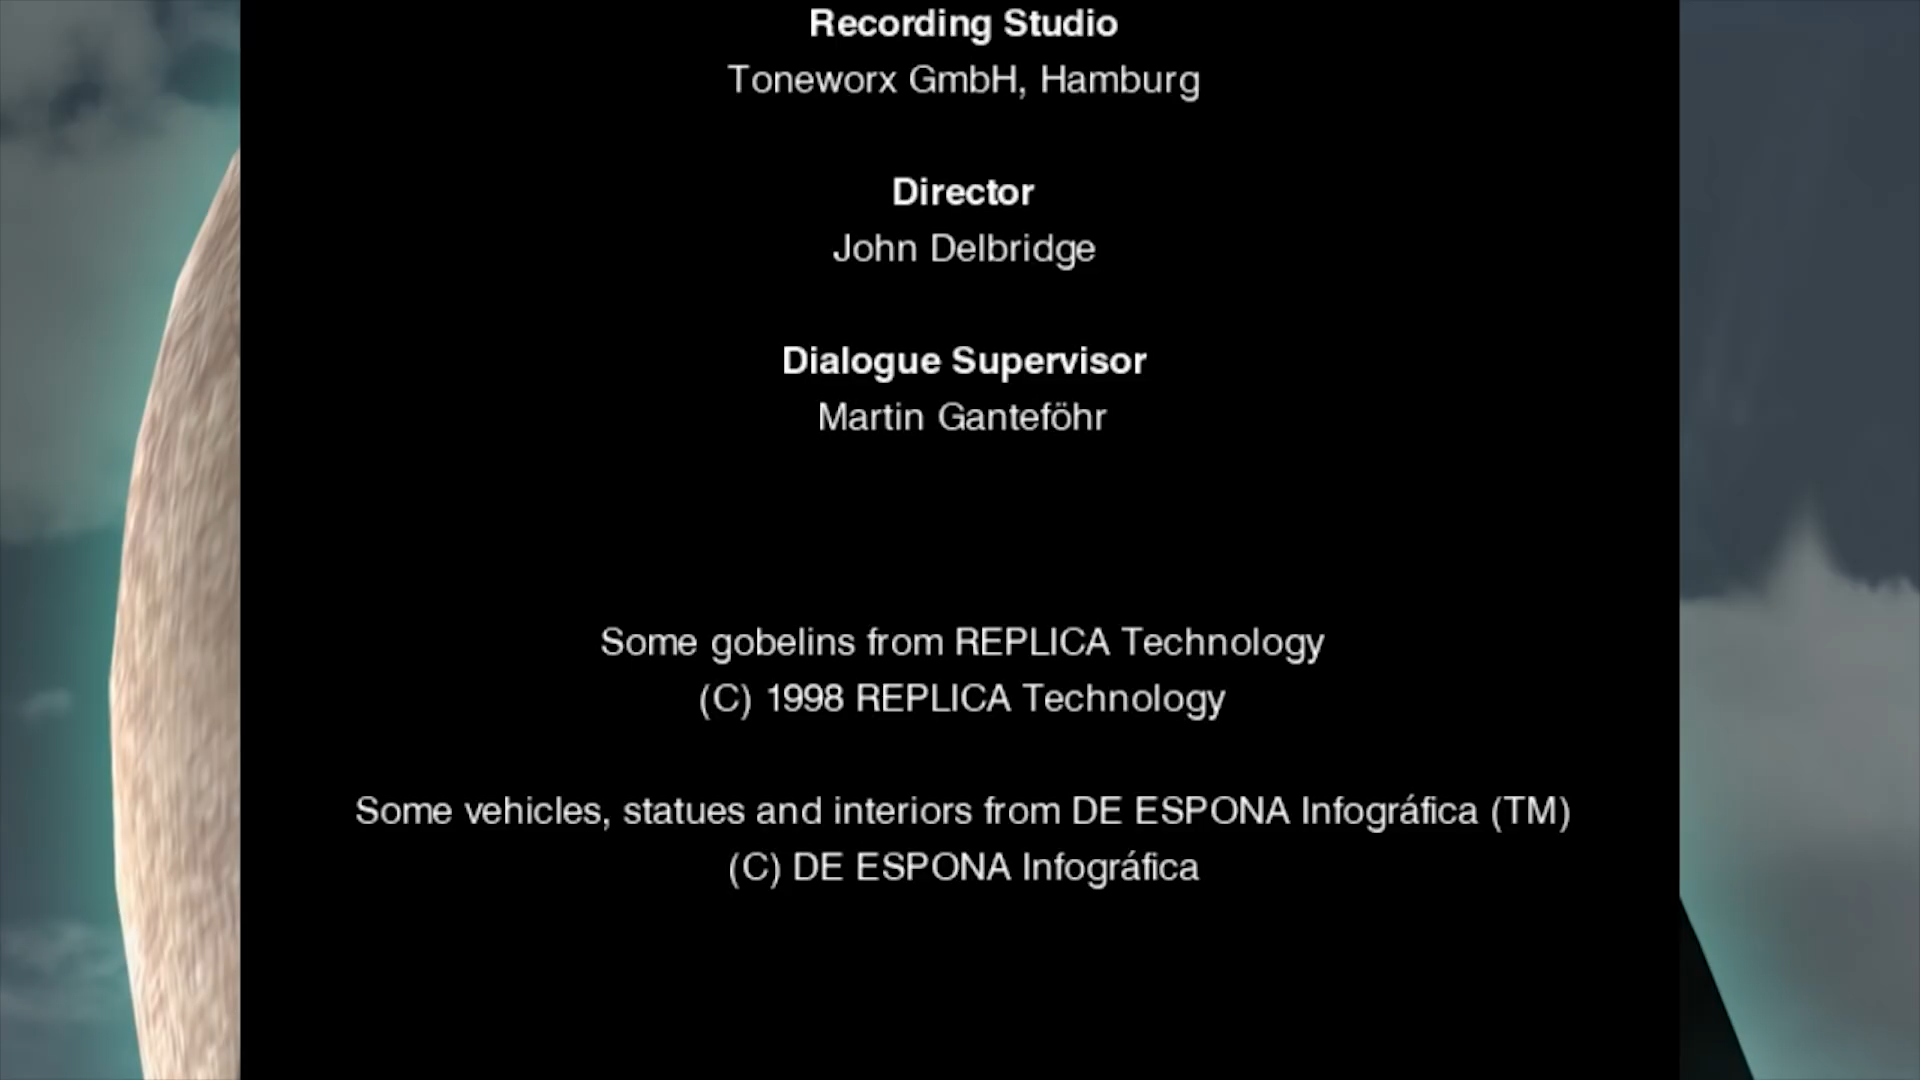 Recording Studio
Toneworx GmbH, Hamburg
Director
John Delbridge
Dialogue Supervisor
Martin Ganteföhr
Some gobelins from REPLICA Technology
(C) 1998 REPLICA Technology
Some vehicles, statues and interiors from DE ESPONA Infográfica (TM)
(C) DE ESPONA Infográfica